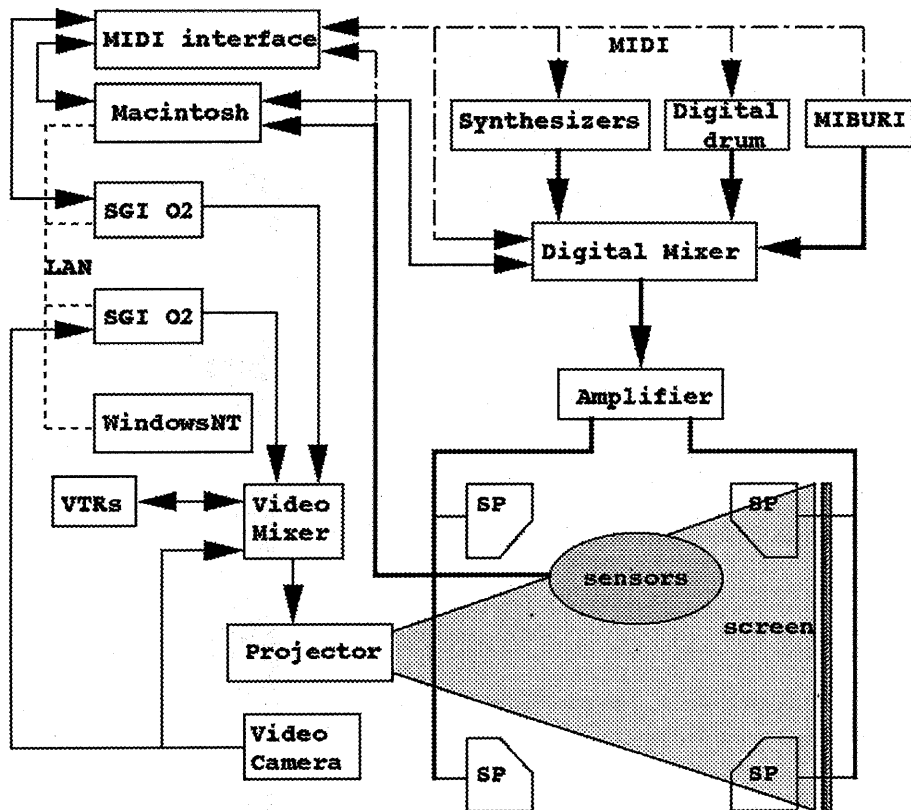 MIDI interface
MIDI
Macintosh
Synthesizers
Digital
drum
MIBURI
SGI O2
Digital Mixer
LAN
SGI O2
Amplifier
WindowsNT
VTRs
Video
Mixer
SP
SP
sensors
screen
Projector
Video
Camera
SP
SP